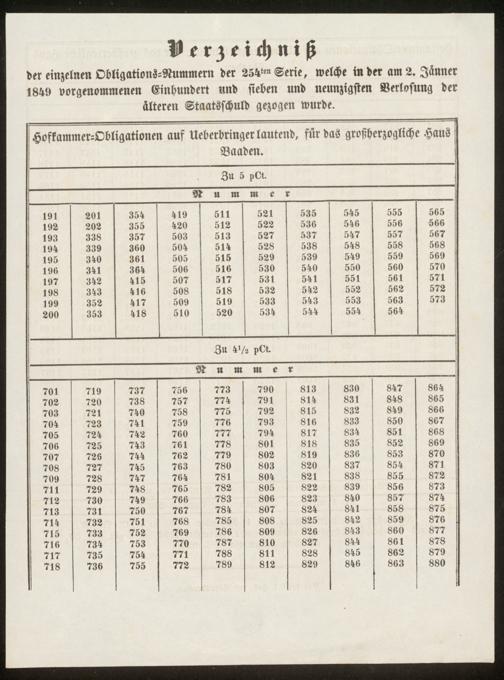 Verzeichniß
der einzelnen Obligations-Nummern der 254ten Serie, welche in der am 2. Jänner
1849 vorgenommenen Einhundert und sieben und neunzigsten Verlosung der
älteren Staatsschuld gezogen wurde.
Hofkammer-Obligationen auf Ueberbringer lautend, für das großherzogliche Haus
Baaden.
Zu 5 pCt.
Nummer
191 201 354 419 511 521 535 545 555 565
192 202 355 420 512 522 536 546 556 566
193 338 357 503 513 527 537 547 557 567
194 339 360 504 514 528 538 548 558 568
195 340 361 505 515 529 539 549 559 569
196 341 364 506 516 530 540 550 560 570
197 342 415 507 517 531 541 551 561 571
198 343 416 508 518 532 542 552 562 572
199 352 417 509 519 533 543 553 563 573
200 353 418 510 520 534 544 554 564
Zu 4 1/2 pCt.
Nummer
701 719 737 756 773 790 813 830 847 864
702 720 738 757 774 791 814 831 848 865
703 721 740 758 775 792 815 832 849 866
704 723 741 759 776 793 816 833 850 867
705 724 742 760 777 794 817 834 851 868
706 725 743 761 778 801 818 835 852 869
707 726 744 762 779 802 819 836 853 870
708 727 745 763 780 803 820 837 854 871
709 728 747 764 781 804 821 838 855 872
711 729 748 765 782 805 822 839 856 873
712 730 749 766 783 806 823 840 857 874
713 731 750 767 784 807 824 841 858 875
714 732 751 768 785 808 825 842 859 876
715 733 752 769 786 809 826 843 860 877
716 734 753 770 787 810 827 844 861 878
717 735 754 771 788 811 828 845 862 879
718 736 755 772 789 812 829 846 863 880